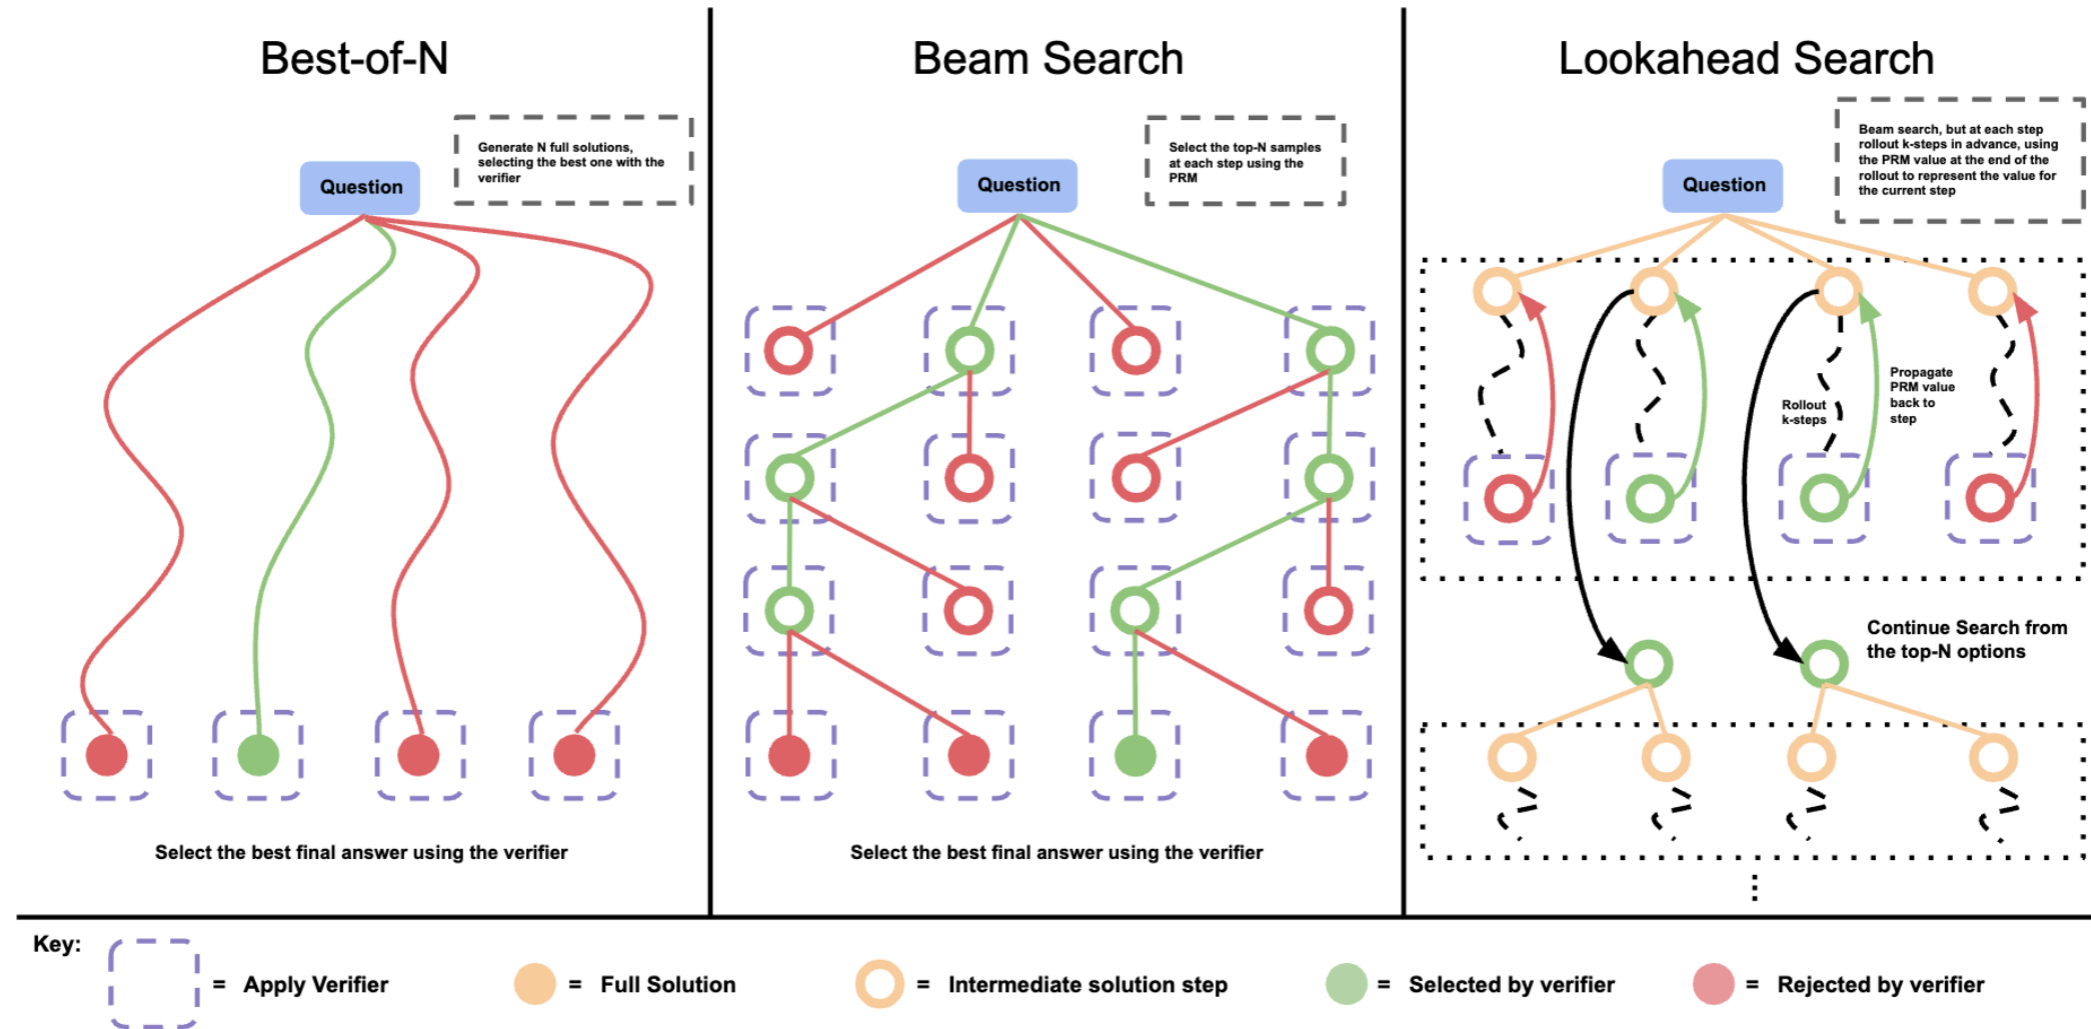 Best-of-N
Generate N full solutions,
selecting the best one with the
verifier
Question
Select the best final answer using the verifier
Beam Search
Select the top-N samples
at each step using the
PRM
Question
Select the best final answer using the verifier
Lookahead Search
Beam search, but at each step
rollout k-steps in advance, using
the PRM value at the end of the
rollout to represent the value for
the current step
Question
Propagate
PRM value
back to
step
Rollout
k-steps
Continue Search from
the top-N options
Key:
= Apply Verifier
= Full Solution
= Intermediate solution step
= Selected by verifier
= Rejected by verifier